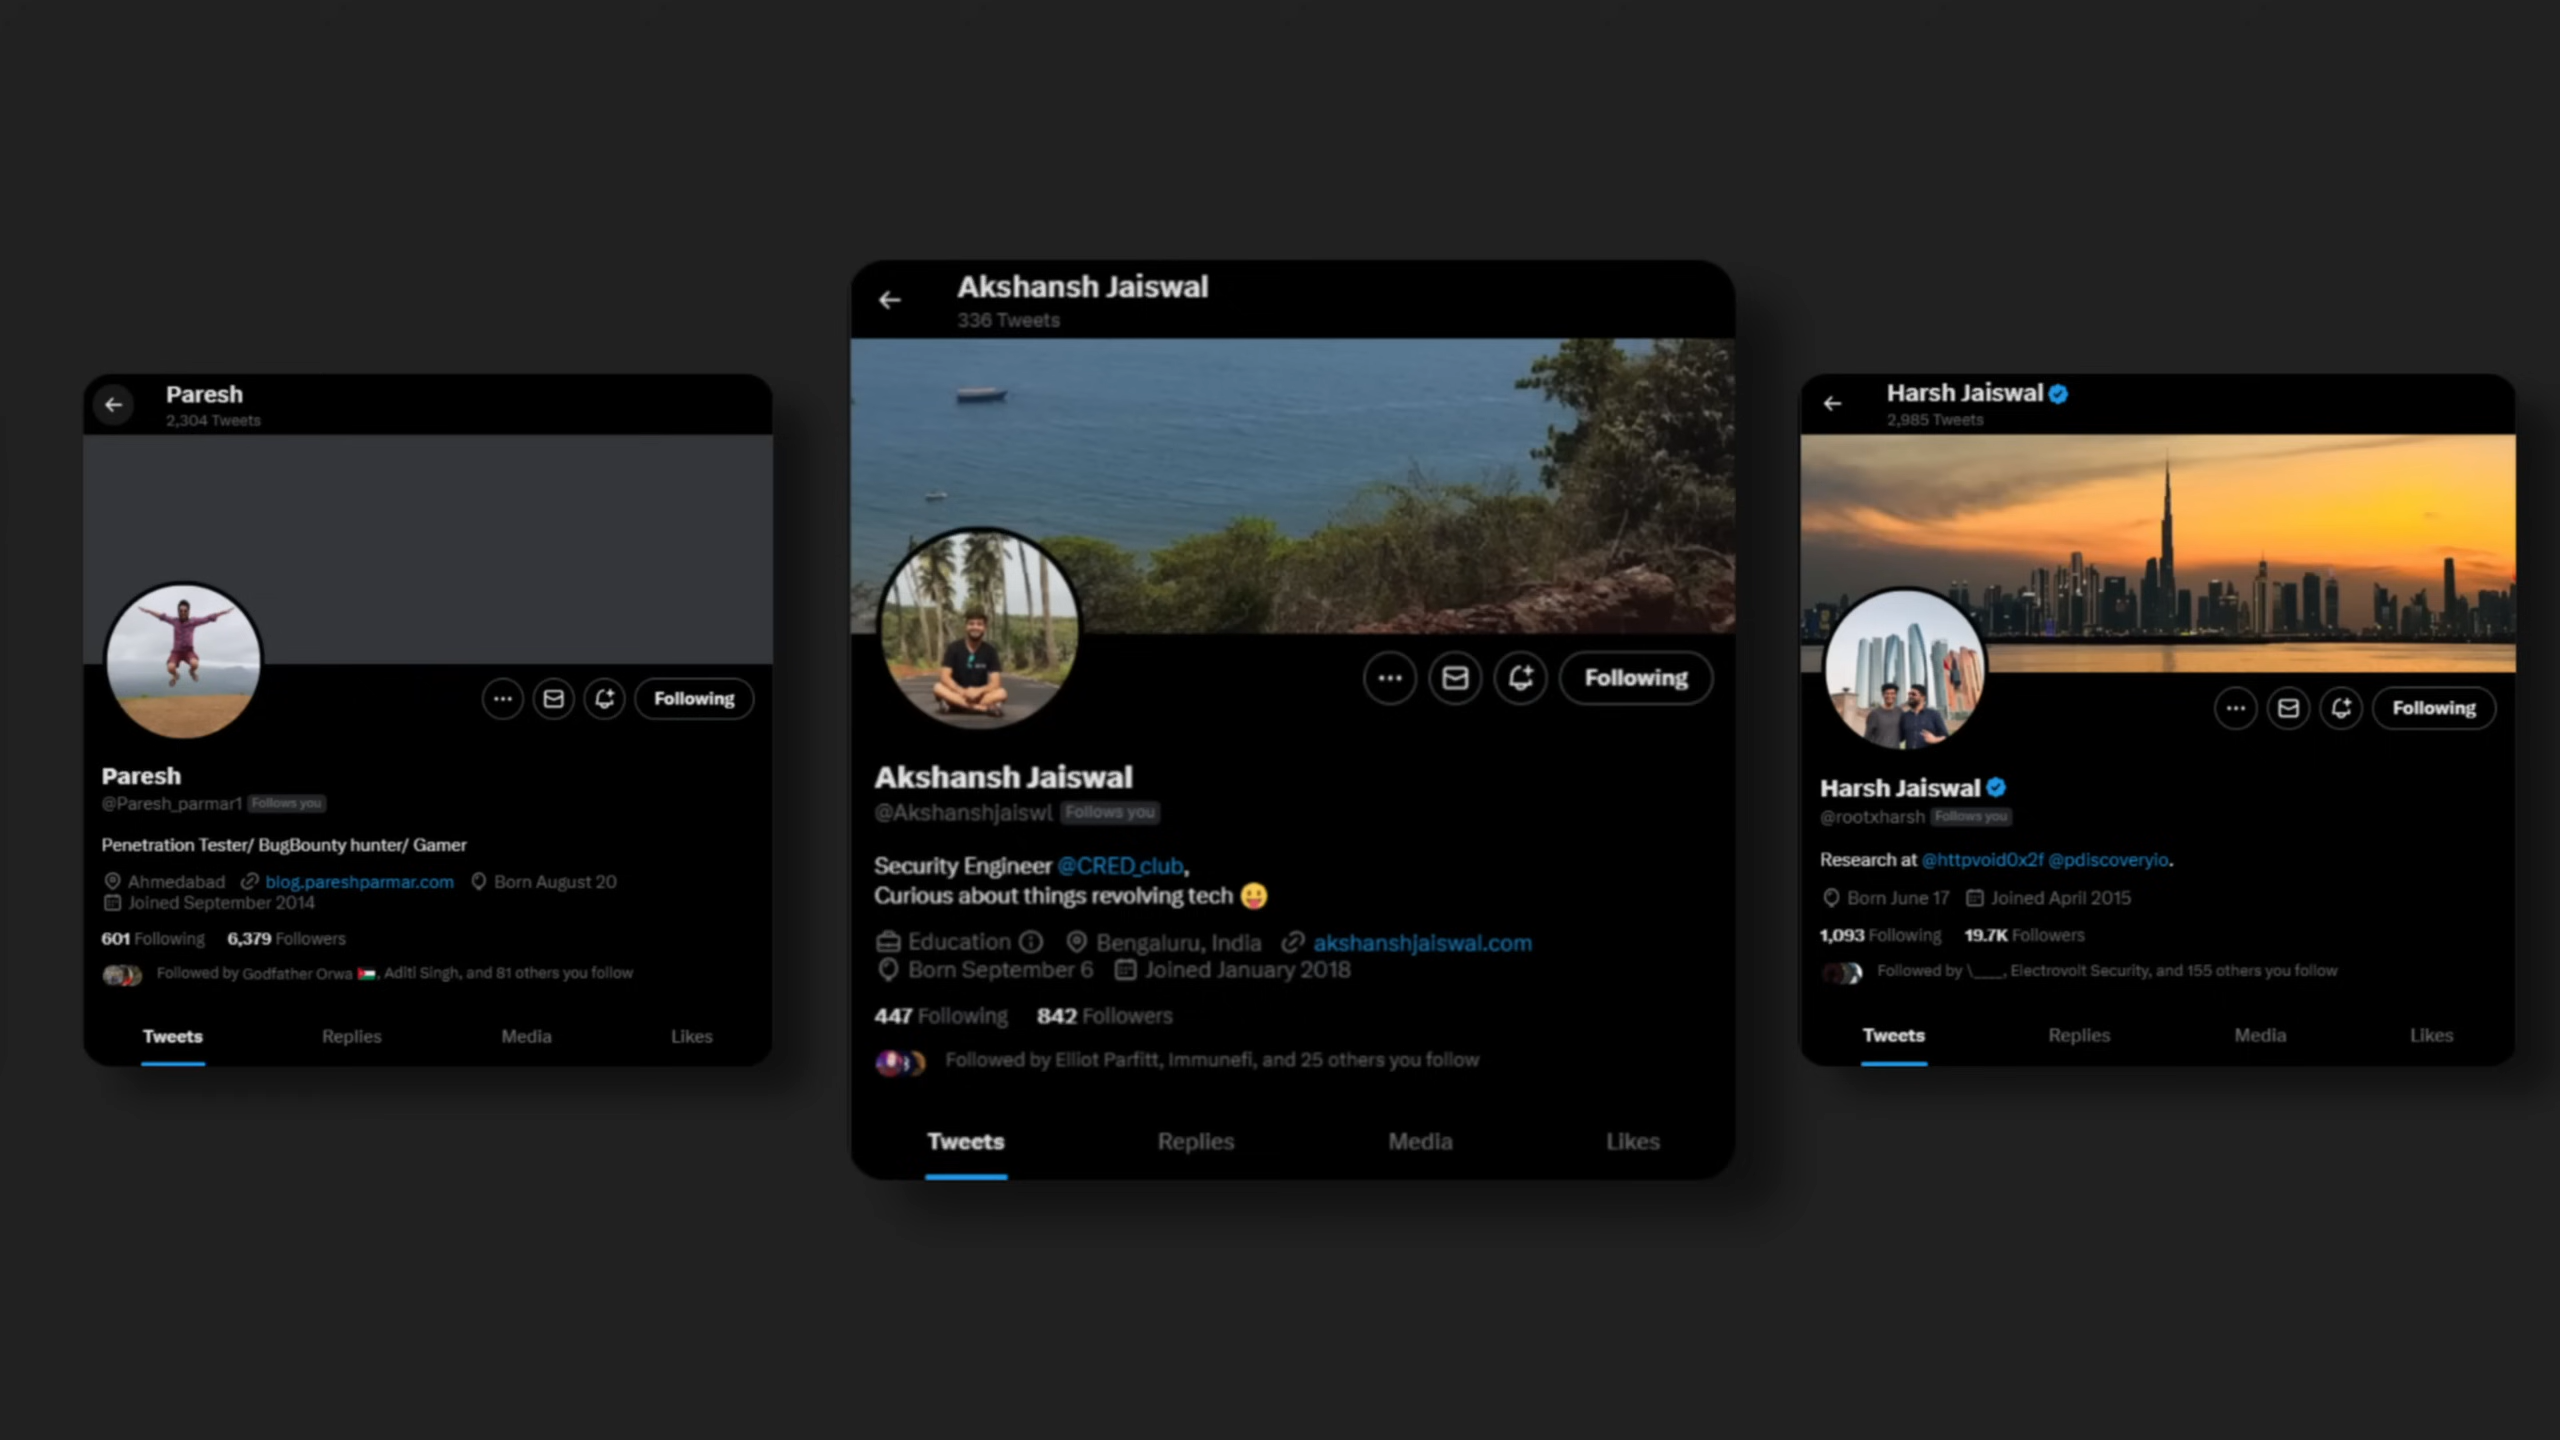 Paresh
2,304 Tweets
Following
Paresh
@Paresh_parmar1 Follows you
Penetration Tester/ BugBounty hunter/ Gamer
Ahmedabad blog.pareshparmar.com Born August 20
Joined September 2014
601 Following 6,379 Followers
Followed by Godfather Orwa 🇵🇸, Aditi Singh, and 81 others you follow
Tweets Replies Media Likes
Akshansh Jaiswal
336 Tweets
Following
Akshansh Jaiswal
@Akshanshjaiswl Follows you
Security Engineer @CRED_club,
Curious about things revolving tech 😛
Education Bengaluru, India akshanshjaiswal.com
Born September 6 Joined January 2018
447 Following 842 Followers
Followed by Elliot Parfitt, Immunefi, and 25 others you follow
Tweets Replies Media Likes
Harsh Jaiswal
2,985 Tweets
Following
Harsh Jaiswal
@rootxharsh Follows you
Research at @httpvoid0x2f @pdiscoveryio.
Born June 17 Joined April 2015
1,093 Following 19.7K Followers
Followed by \____, Electrovolt Security, and 155 others you follow
Tweets Replies Media Likes